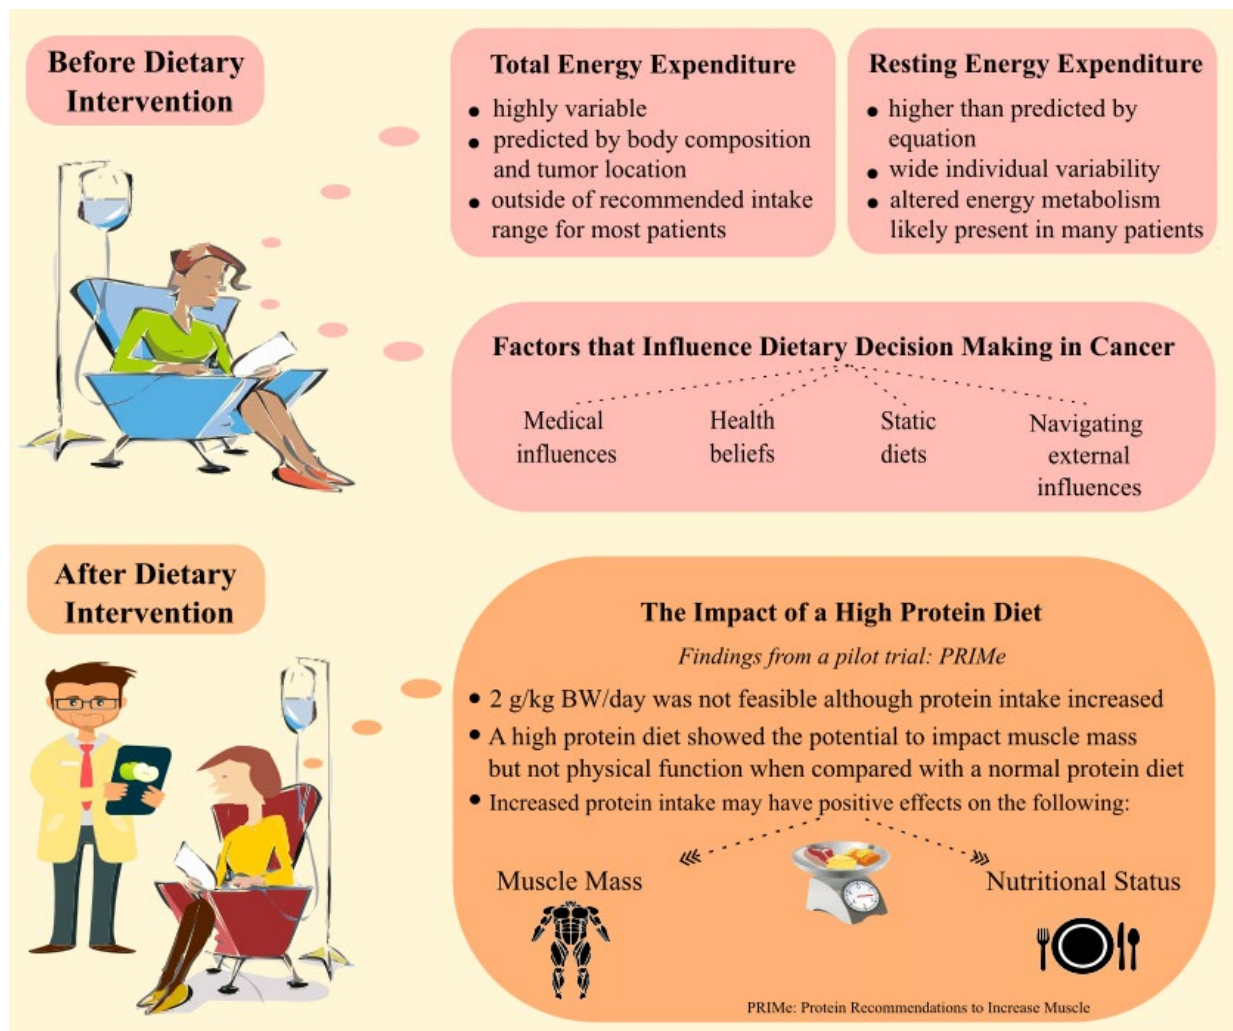 Before Dietary
Intervention
Total Energy Expenditure
• highly variable
• predicted by body composition
and tumor location
• outside of recommended intake
range for most patients
Resting Energy Expenditure
• higher than predicted by
equation
• wide individual variability
• altered energy metabolism
likely present in many patients
Factors that Influence Dietary Decision Making in Cancer
Medical
influences
Health
beliefs
Static
diets
Navigating
external
influences
After Dietary
Intervention
The Impact of a High Protein Diet
Findings from a pilot trial: PRIMe
• 2 g/kg BW/day was not feasible although protein intake increased
• A high protein diet showed the potential to impact muscle mass
but not physical function when compared with a normal protein diet
• Increased protein intake may have positive effects on the following:
Muscle Mass
Nutritional Status
PRIMe: Protein Recommendations to Increase Muscle